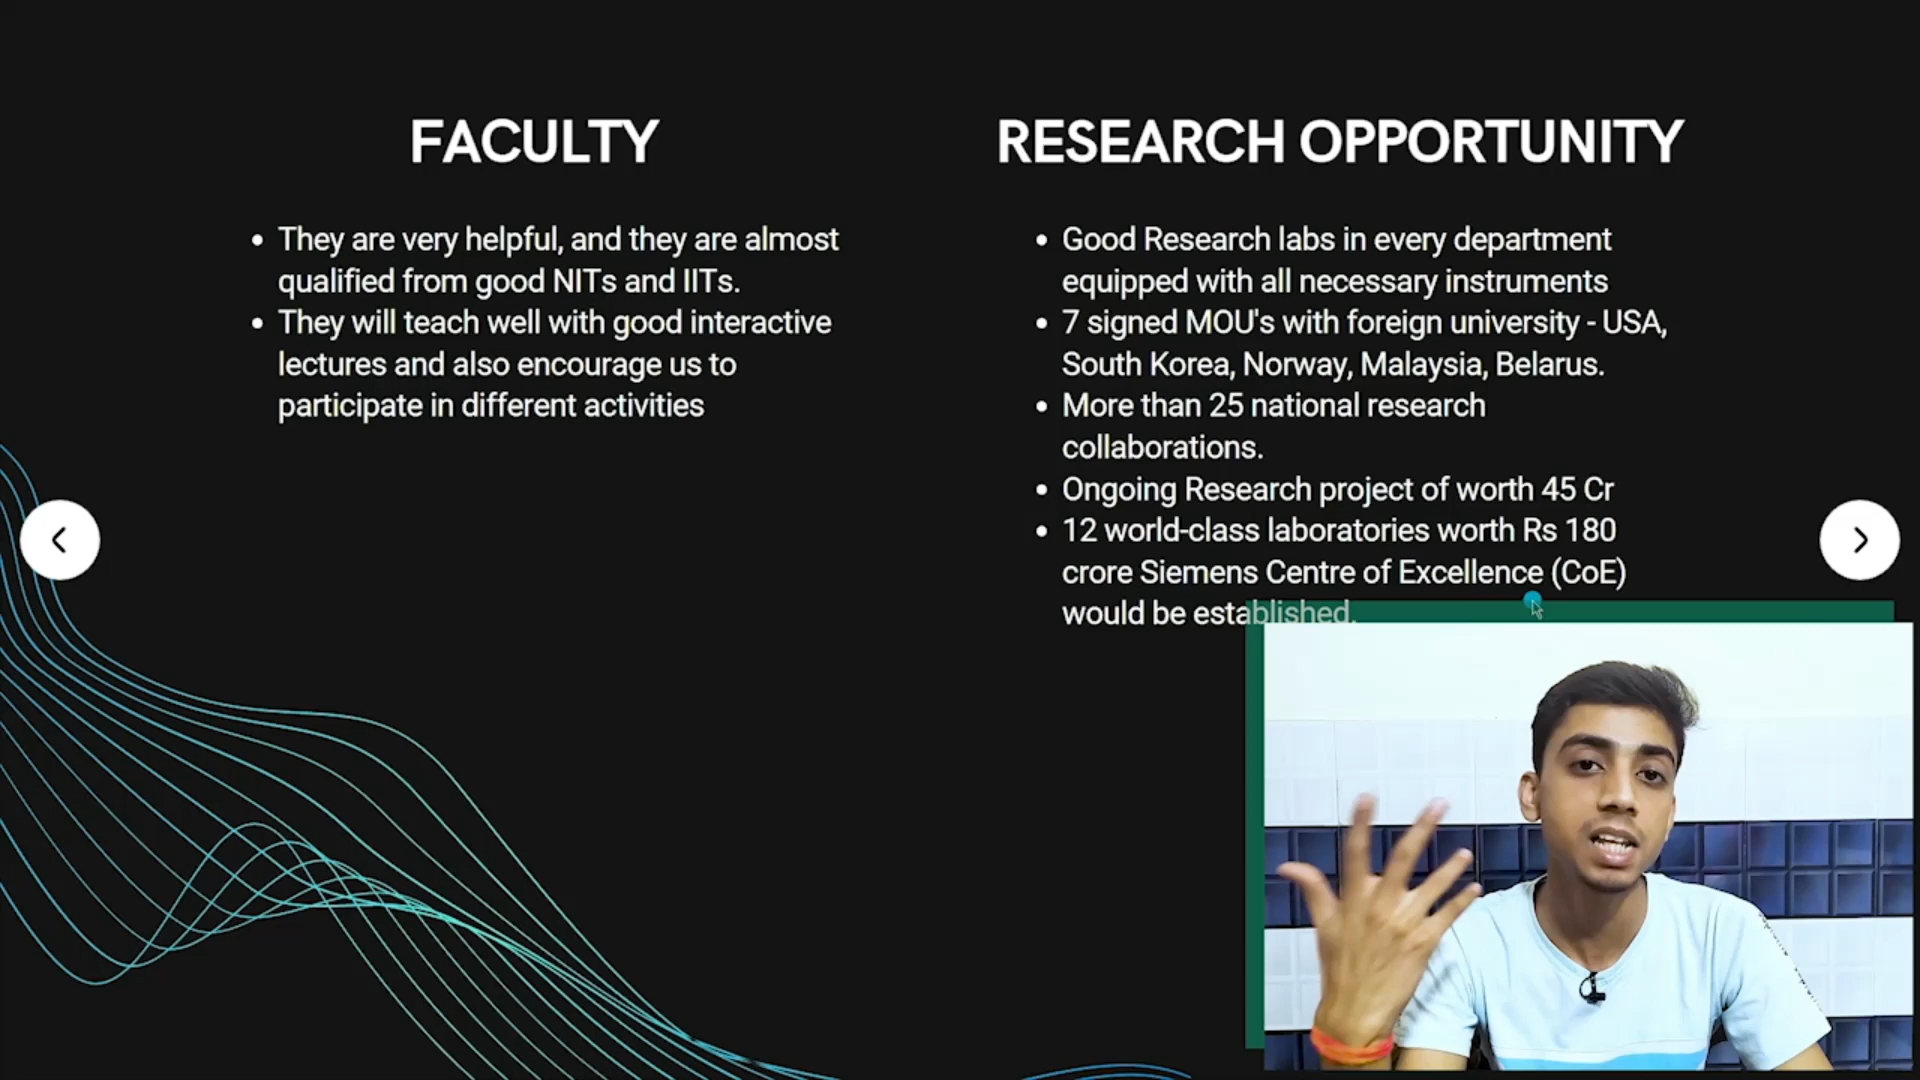 FACULTY
They are very helpful, and they are almost
qualified from good NITs and IITs.
They will teach well with good interactive
lectures and also encourage us to
participate in different activities
RESEARCH OPPORTUNITY
Good Research labs in every department
equipped with all necessary instruments
7 signed MOU's with foreign university - USA,
South Korea, Norway, Malaysia, Belarus.
More than 25 national research
collaborations.
Ongoing Research project of worth 45 Cr
12 world-class laboratories worth Rs 180
crore Siemens Centre of Excellence (CoE)
would be established.